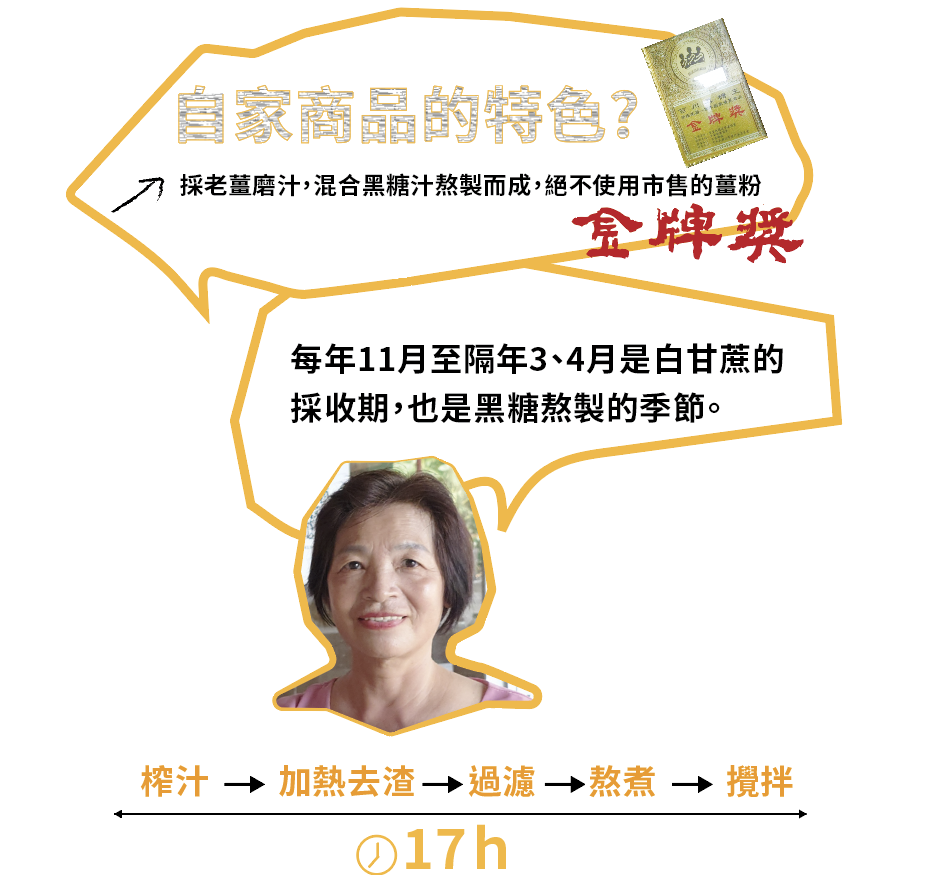 自家商品的特色?
金牌獎
採老薑磨汁，混合黑糖汁熬製而成，絕不使用市售的薑粉
金牌獎
每年11月至隔年3、4月是白甘蔗的
採收期，也是黑糖熬製的季節。
榨汁 → 加熱去渣 → 過濾 → 熬煮 → 攪拌
17h